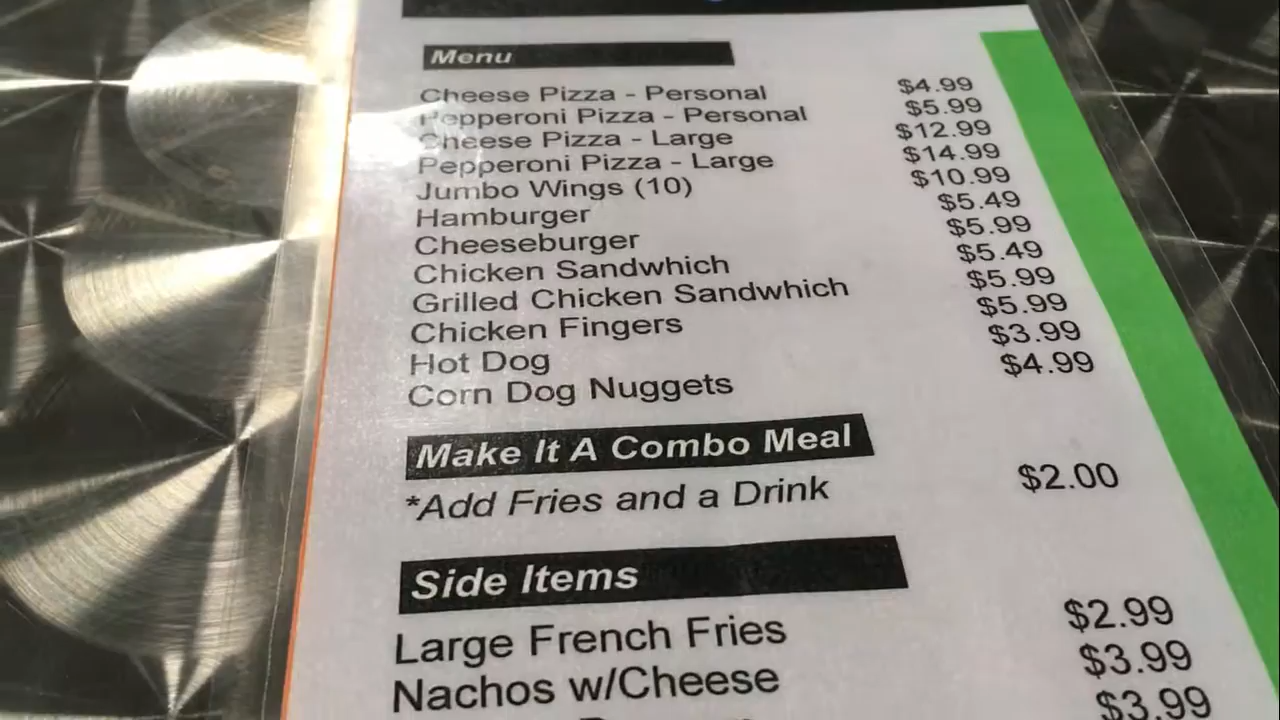 Menu
Cheese Pizza - Personal $4.99
Pepperoni Pizza - Personal $5.99
Cheese Pizza - Large $12.99
Pepperoni Pizza - Large $14.99
Jumbo Wings (10) $10.99
Hamburger $5.49
Cheeseburger $5.99
Chicken Sandwhich $5.49
Grilled Chicken Sandwhich $5.99
Chicken Fingers $5.99
Hot Dog $3.99
Corn Dog Nuggets $4.99
Make It A Combo Meal
*Add Fries and a Drink $2.00
Side Items
Large French Fries $2.99
Nachos w/Cheese $3.99
$3.99